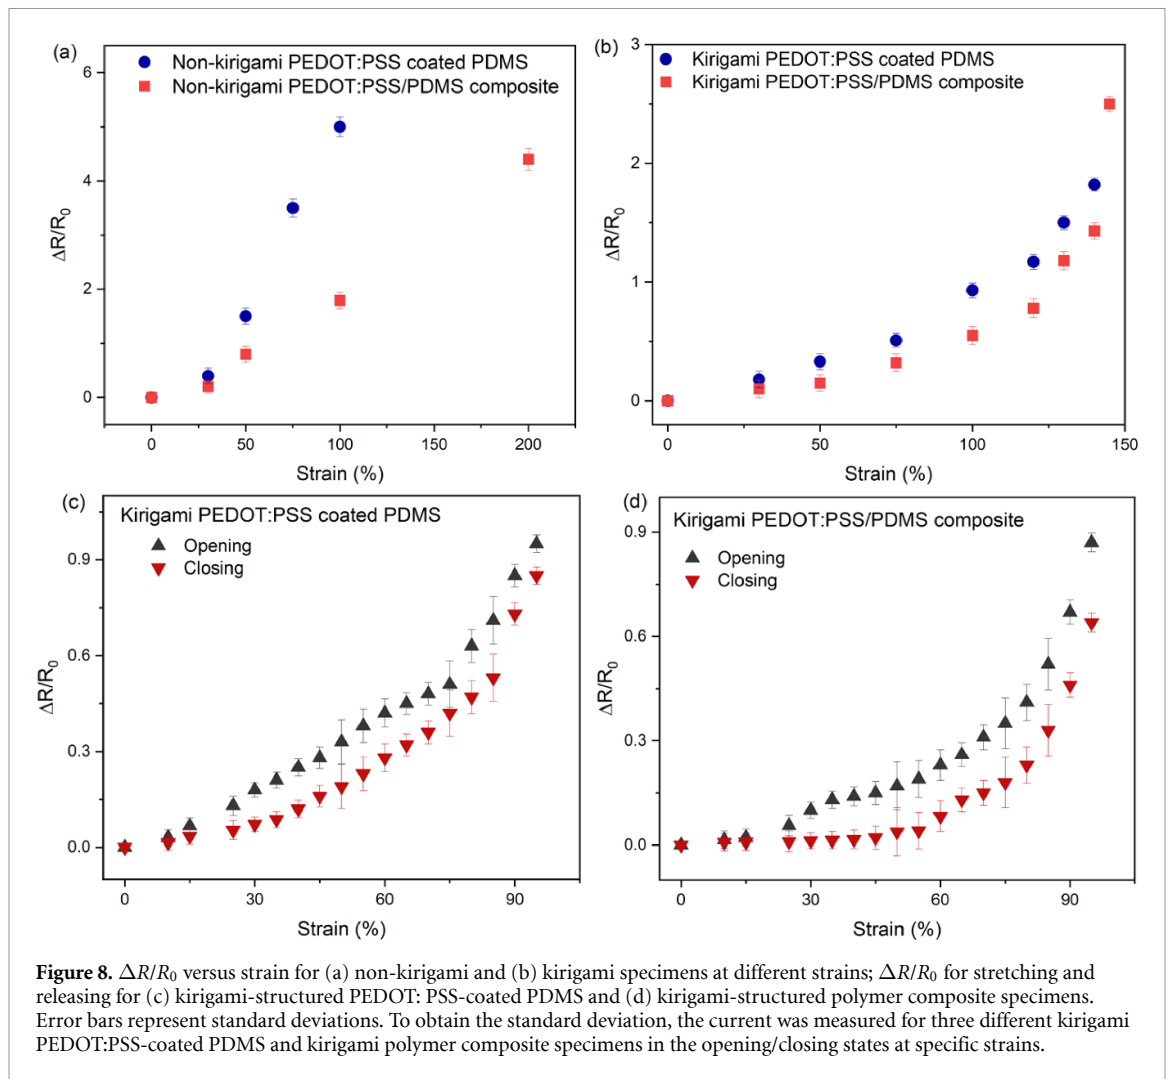 (a)
Non-kirigami PEDOT:PSS coated PDMS
Non-kirigami PEDOT:PSS/PDMS composite
6
4
2
0
ΔR/R0
0 50 100 150 200
Strain (%)
(b)
Kirigami PEDOT:PSS coated PDMS
Kirigami PEDOT:PSS/PDMS composite
3
2
1
0
ΔR/R0
0 50 100 150
Strain (%)
(c)
Kirigami PEDOT:PSS coated PDMS
Opening
Closing
0.9
0.6
0.3
0.0
ΔR/R0
0 30 60 90
Strain (%)
(d)
Kirigami PEDOT:PSS/PDMS composite
Opening
Closing
0.9
0.6
0.3
0.0
ΔR/R0
0 30 60 90
Strain (%)
Figure 8. ΔR/R0 versus strain for (a) non-kirigami and (b) kirigami specimens at different strains; ΔR/R0 for stretching and
releasing for (c) kirigami-structured PEDOT: PSS-coated PDMS and (d) kirigami-structured polymer composite specimens.
Error bars represent standard deviations. To obtain the standard deviation, the current was measured for three different kirigami
PEDOT:PSS-coated PDMS and kirigami polymer composite specimens in the opening/closing states at specific strains.